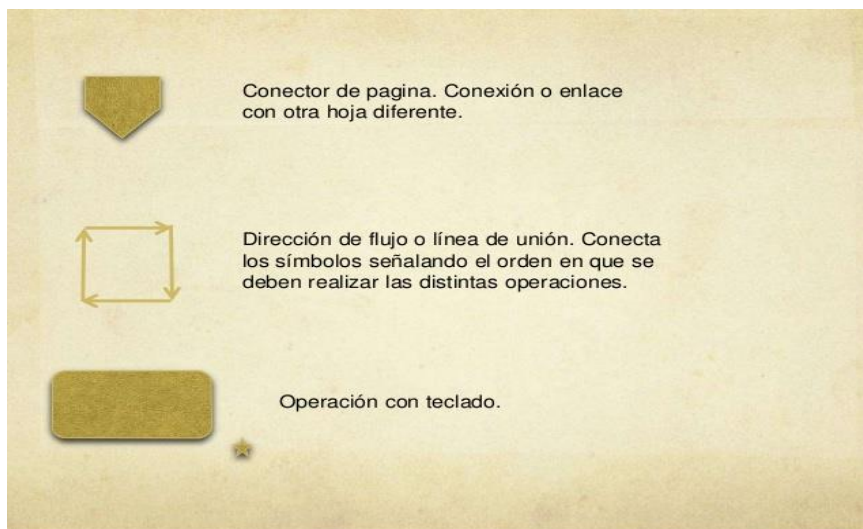 Conector de pagina. Conexión o enlace
con otra hoja diferente.
Dirección de flujo o línea de unión. Conecta
los símbolos señalando el orden en que se
deben realizar las distintas operaciones.
Operación con teclado.